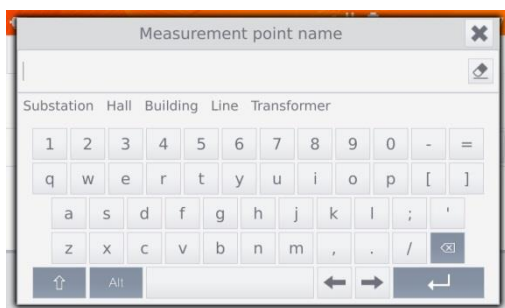 Measurement point name
Substation Hall Building Line Transformer
1 2 3 4 5 6 7 8 9 0 - =
q w e r t y u i o p [ ]
a s d f g h j k l ; '
z x c v b n m , . /
Alt